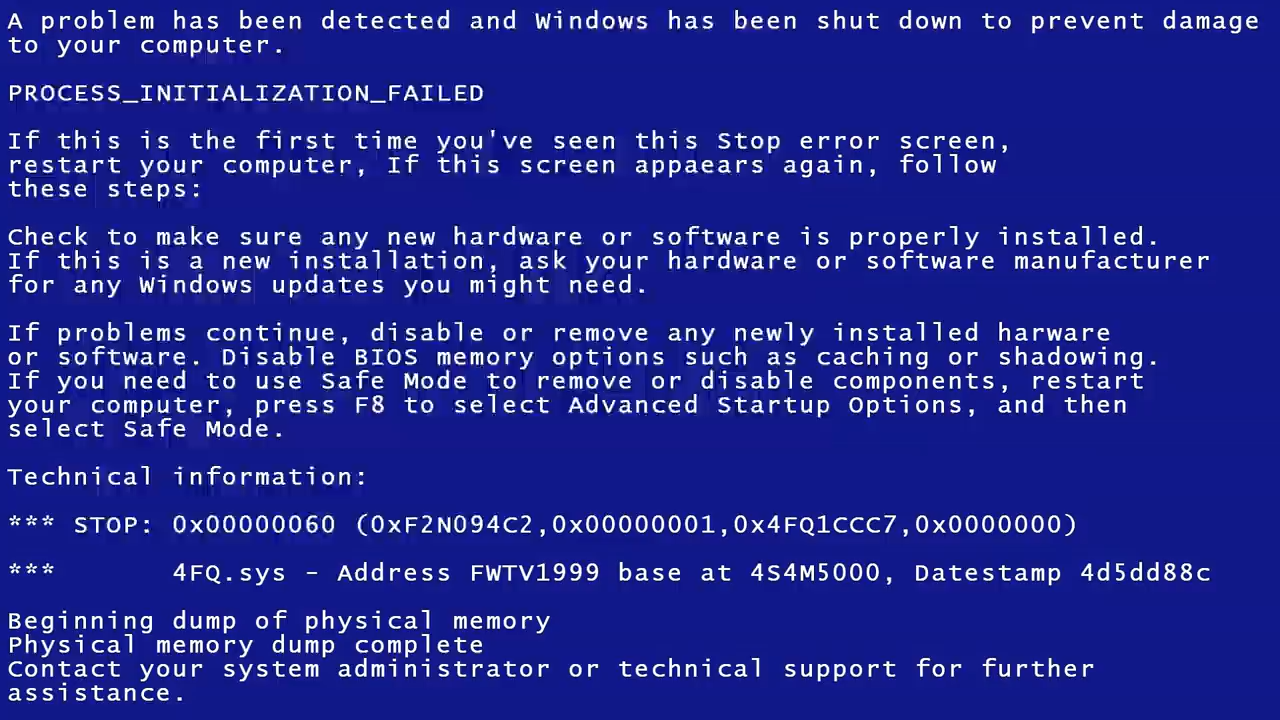 A problem has been detected and Windows has been shut down to prevent damage
to your computer.
PROCESS_INITIALIZATION_FAILED
If this is the first time you've seen this Stop error screen,
restart your computer, If this screen appaears again, follow
these steps:
Check to make sure any new hardware or software is properly installed.
If this is a new installation, ask your hardware or software manufacturer
for any Windows updates you might need.
If problems continue, disable or remove any newly installed harware
or software. Disable BIOS memory options such as caching or shadowing.
If you need to use Safe Mode to remove or disable components, restart
your computer, press F8 to select Advanced Startup Options, and then
select Safe Mode.
Technical information:
*** STOP: 0x00000060 (0xF2N094C2,0x00000001,0x4FQ1CCC7,0x0000000)
*** 4FQ.sys - Address FWTV1999 base at 4S4M5000, Datestamp 4d5dd88c
Beginning dump of physical memory
Physical memory dump complete
Contact your system administrator or technical support for further
assistance.